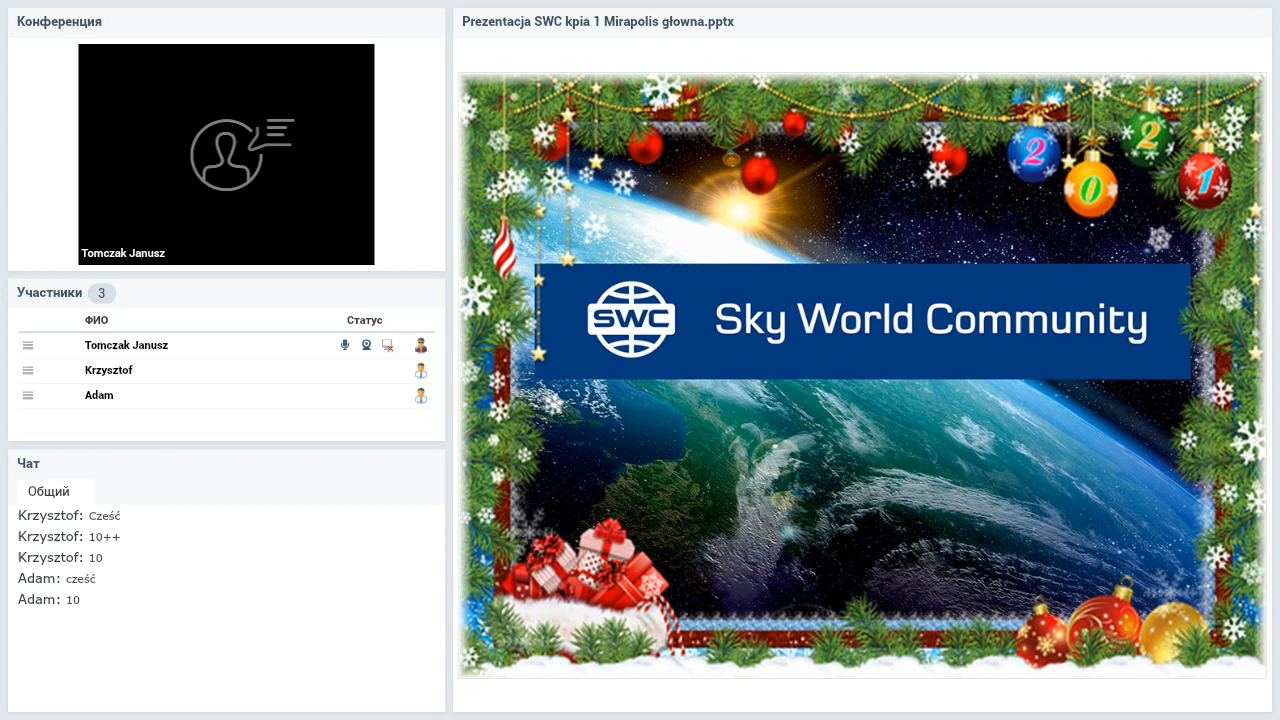 Конференция
Tomczak Janusz
Участники 3
ФИО Статус
Tomczak Janusz
Krzysztof
Adam
Чат
Общий
Krzysztof: Cześć
Krzysztof: 10++
Krzysztof: 10
Adam: cześć
Adam: 10
Prezentacja SWC kpia 1 Mirapolis głowna.pptx
2 0 2 1
SWC Sky World Community